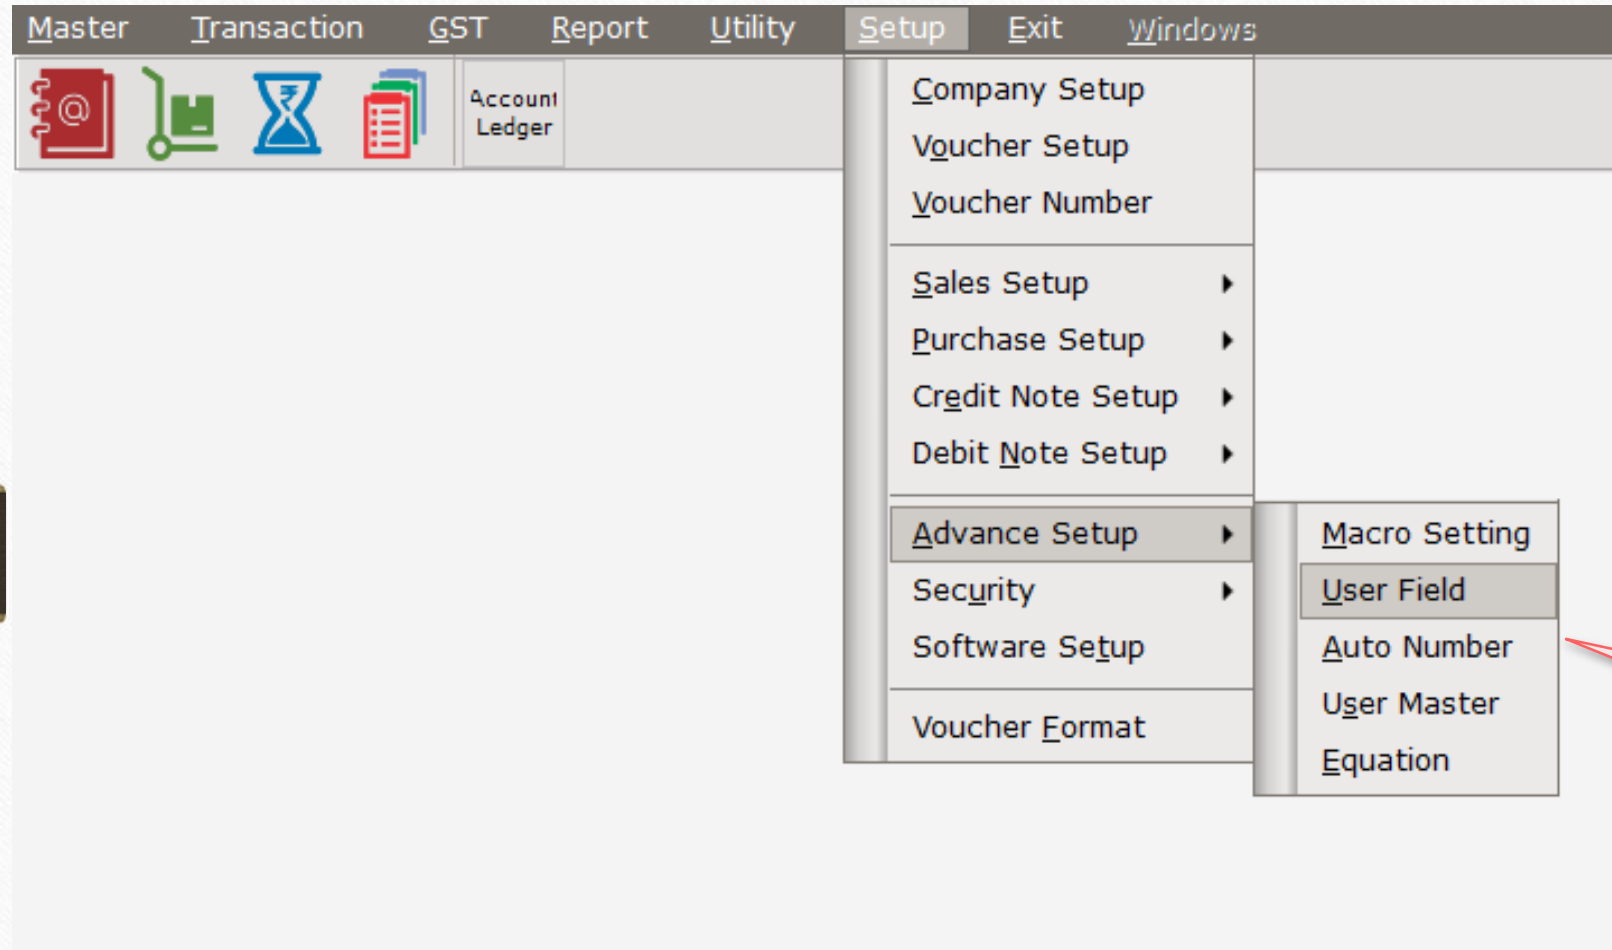 Master Transaction GST Report Utility Setup Exit Windows
@
Account
Ledger
Company Setup
Voucher Setup
Voucher Number
Sales Setup
Purchase Setup
Credit Note Setup
Debit Note Setup
Advance Setup
Security
Software Setup
Voucher Format
Macro Setting
User Field
Auto Number
User Master
Equation